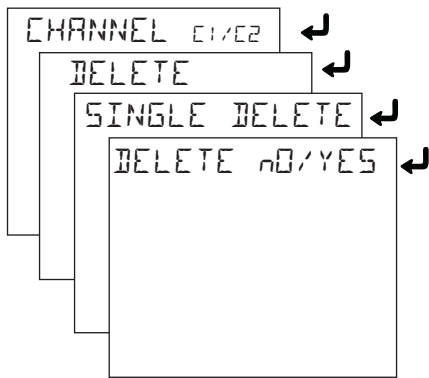 CHANNEL C1/C2
DELETE
SINGLE DELETE
DELETE nO/YES